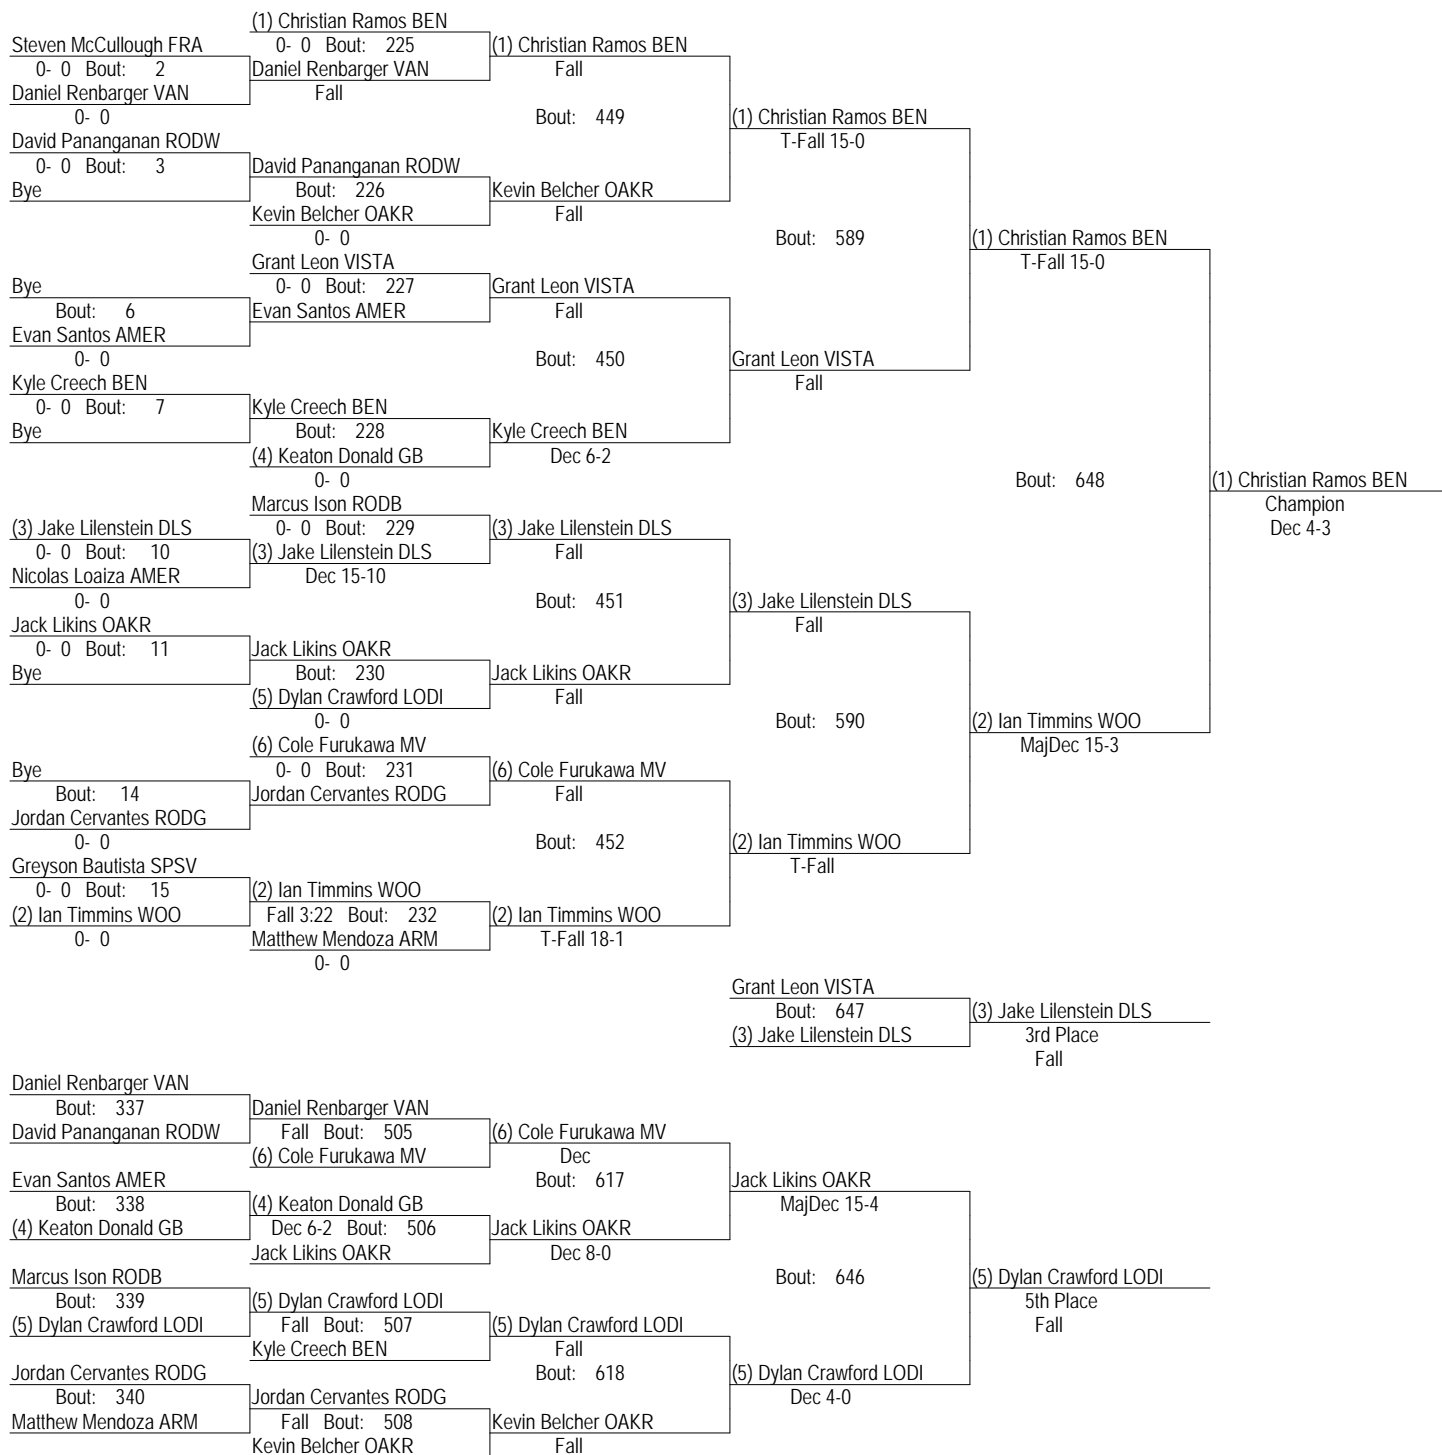 (1) Christian Ramos BEN
Steven McCullough FRA
0- 0 Bout: 225
(1) Christian Ramos BEN
0- 0 Bout: 2
Daniel Renbarger VAN
Fall
Daniel Renbarger VAN
Fall
0- 0
Bout: 449
(1) Christian Ramos BEN
David Pananganan RODW
T-Fall 15-0
0- 0 Bout: 3
David Pananganan RODW
Bye
Bout: 226
Kevin Belcher OAKR
Kevin Belcher OAKR
Fall
0- 0
Bout: 589
(1) Christian Ramos BEN
Grant Leon VISTA
T-Fall 15-0
Bye
0- 0 Bout: 227
Grant Leon VISTA
Bout: 6
Evan Santos AMER
Fall
Evan Santos AMER
0- 0
Bout: 450
Grant Leon VISTA
Kyle Creech BEN
Fall
0- 0 Bout: 7
Kyle Creech BEN
Bye
Bout: 228
Kyle Creech BEN
(4) Keaton Donald GB
Dec 6-2
0- 0
Bout: 648
(1) Christian Ramos BEN
Marcus Ison RODB
Champion
(3) Jake Lilenstein DLS
0- 0 Bout: 229
(3) Jake Lilenstein DLS
Dec 4-3
0- 0 Bout: 10
(3) Jake Lilenstein DLS
Fall
Nicolas Loaiza AMER
Dec 15-10
0- 0
Bout: 451
(3) Jake Lilenstein DLS
Jack Likins OAKR
Fall
0- 0 Bout: 11
Jack Likins OAKR
Bye
Bout: 230
Jack Likins OAKR
(5) Dylan Crawford LODI
Fall
0- 0
Bout: 590
(2) Ian Timmins WOO
(6) Cole Furukawa MV
MajDec 15-3
Bye
0- 0 Bout: 231
(6) Cole Furukawa MV
Bout: 14
Jordan Cervantes RODG
Fall
Jordan Cervantes RODG
0- 0
Bout: 452
(2) Ian Timmins WOO
Greyson Bautista SPSV
T-Fall
0- 0 Bout: 15
(2) Ian Timmins WOO
(2) Ian Timmins WOO
Fall 3:22 Bout: 232
(2) Ian Timmins WOO
0- 0
Matthew Mendoza ARM
T-Fall 18-1
0- 0
Grant Leon VISTA
Bout: 647
(3) Jake Lilenstein DLS
(3) Jake Lilenstein DLS
3rd Place
Fall
Daniel Renbarger VAN
Bout: 337
Daniel Renbarger VAN
David Pananganan RODW
Fall Bout: 505
(6) Cole Furukawa MV
(6) Cole Furukawa MV
Dec
Evan Santos AMER
Bout: 617
Jack Likins OAKR
Bout: 338
(4) Keaton Donald GB
MajDec 15-4
(4) Keaton Donald GB
Dec 6-2 Bout: 506
Jack Likins OAKR
Jack Likins OAKR
Dec 8-0
Marcus Ison RODB
Bout: 646
(5) Dylan Crawford LODI
Bout: 339
(5) Dylan Crawford LODI
5th Place
(5) Dylan Crawford LODI
Fall Bout: 507
(5) Dylan Crawford LODI
Fall
Kyle Creech BEN
Fall
Jordan Cervantes RODG
Bout: 618
(5) Dylan Crawford LODI
Bout: 340
Jordan Cervantes RODG
Dec 4-0
Matthew Mendoza ARM
Fall Bout: 508
Kevin Belcher OAKR
Kevin Belcher OAKR
Fall